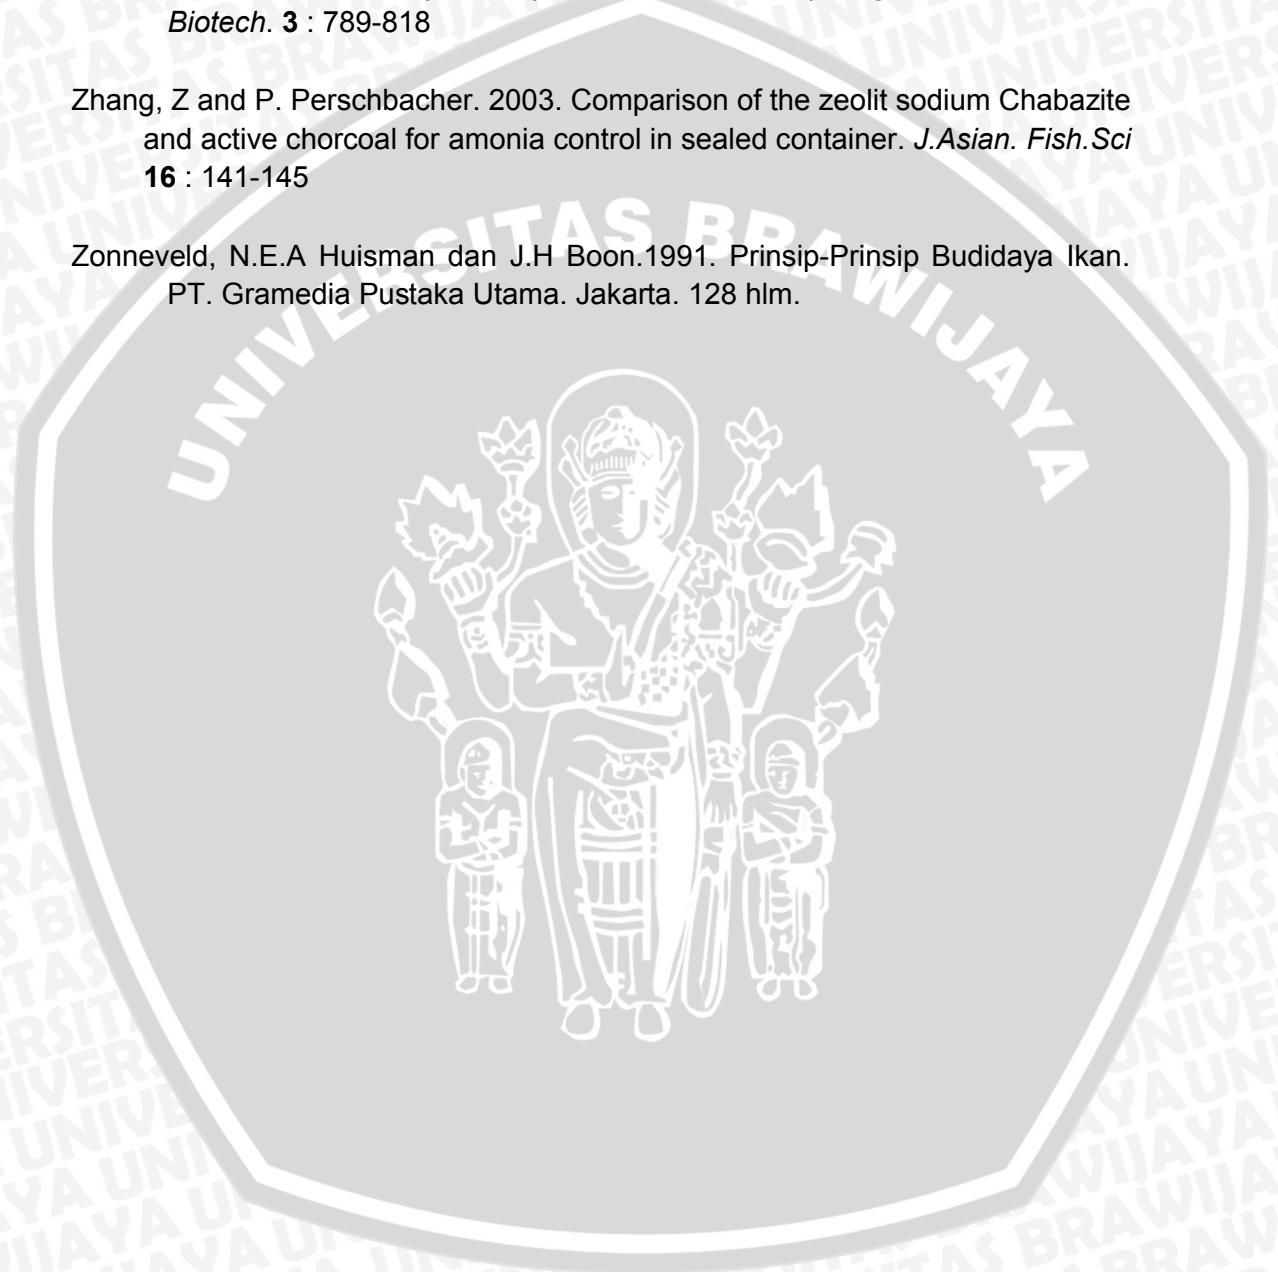 Biotech. 3 : 789-818
Zhang, Z and P. Perschbacher. 2003. Comparison of the zeolit sodium Chabazite
and active chorcoal for amonia control in sealed container. J.Asian. Fish.Sci
16 : 141-145
Zonneveld, N.E.A Huisman dan J.H Boon.1991. Prinsip-Prinsip Budidaya Ikan.
PT. Gramedia Pustaka Utama. Jakarta. 128 hlm.
UNIVERSITAS BRAWIJAYA